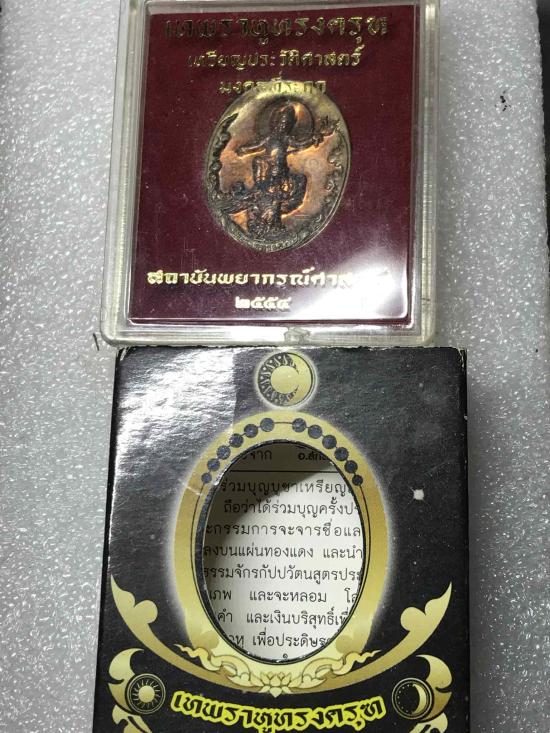 เทพราหูทรงครุฑ
เหรียญประวัติศาสตร์
สถาบันพยากรณ์ศาสตร์
๒๕๕๔
จาก
ร่วมบุญบูชาเหรียญ
ถือว่าได้ร่วมบุญครั้ง
กรรมการจะจารชื่อ
ลงบนแผ่นทองแดง และนำ
ธรรมจักรกัปปวัตนสูตร
เภพ และจะหลอม
คำ และเงินบริสุทธิ์
เพื่อประดิษ
เทพราหูทรงครุฑ